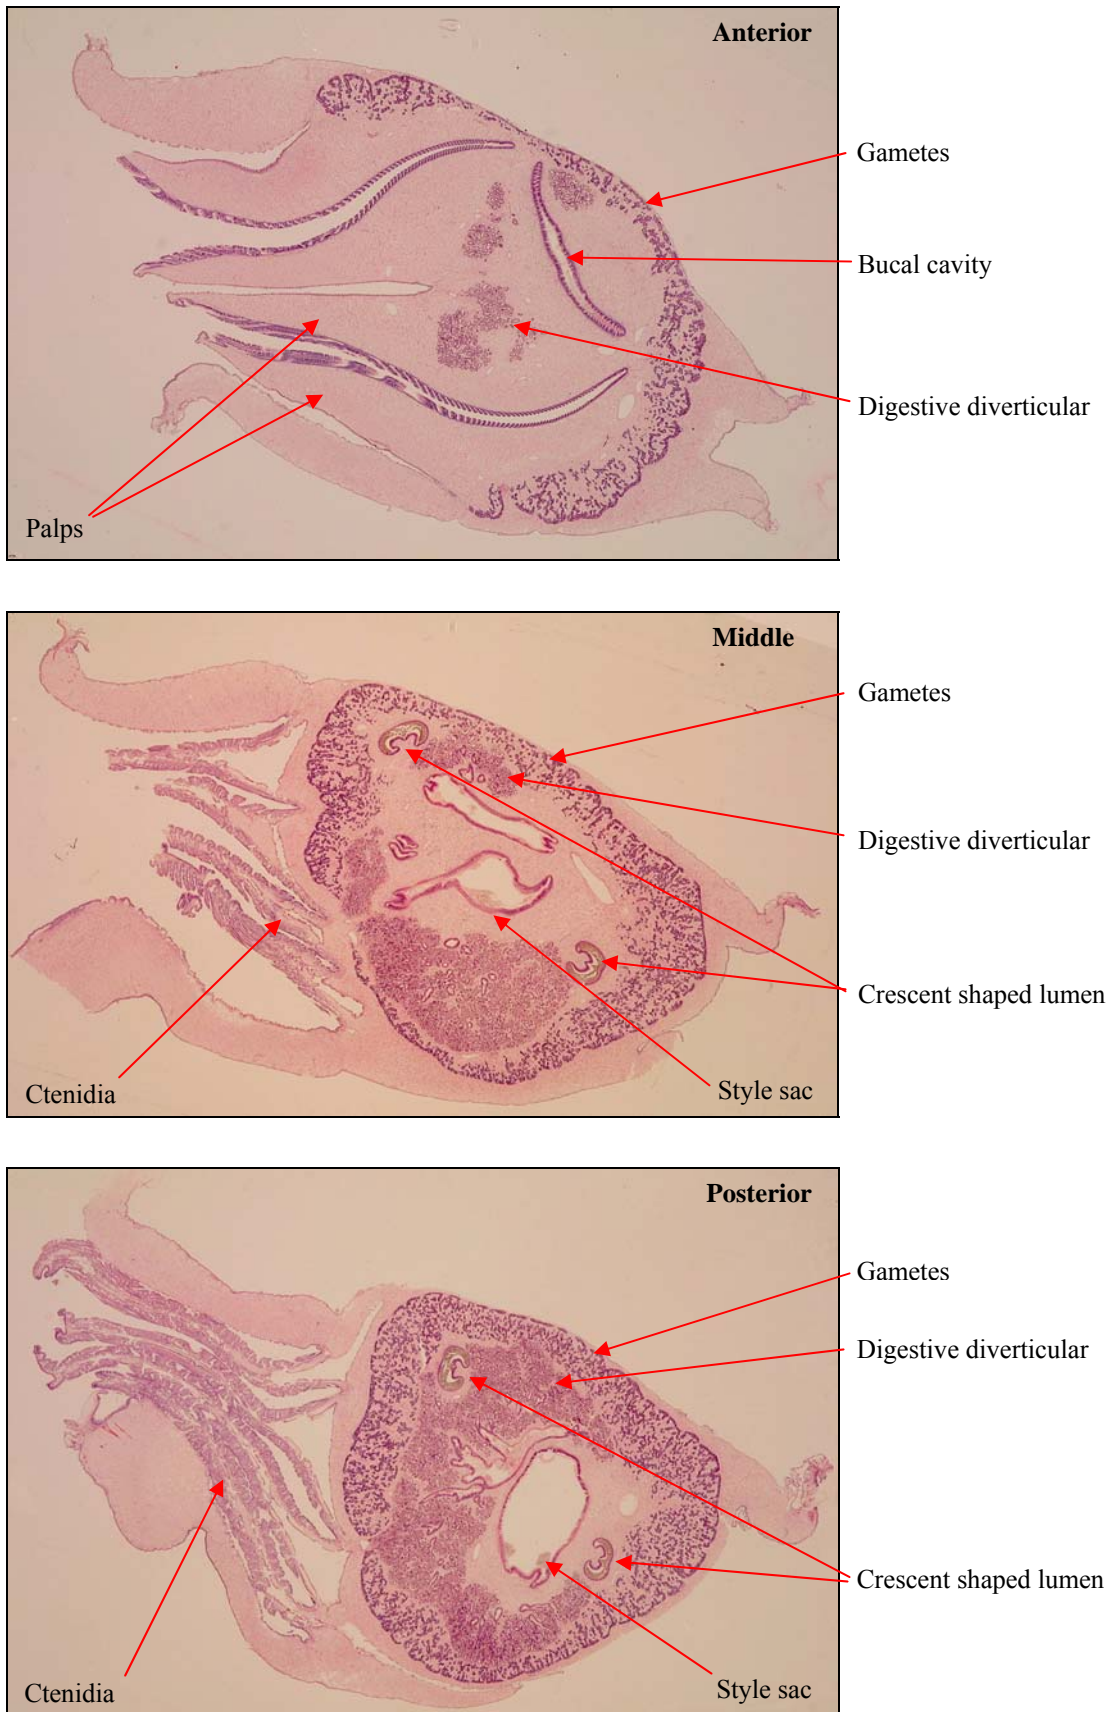 Anterior
Gametes
Bucal cavity
Digestive diverticular
Palps
Middle
Gametes
Digestive diverticular
Crescent shaped lumen
Ctenidia
Style sac
Posterior
Gametes
Digestive diverticular
Crescent shaped lumen
Ctenidia
Style sac